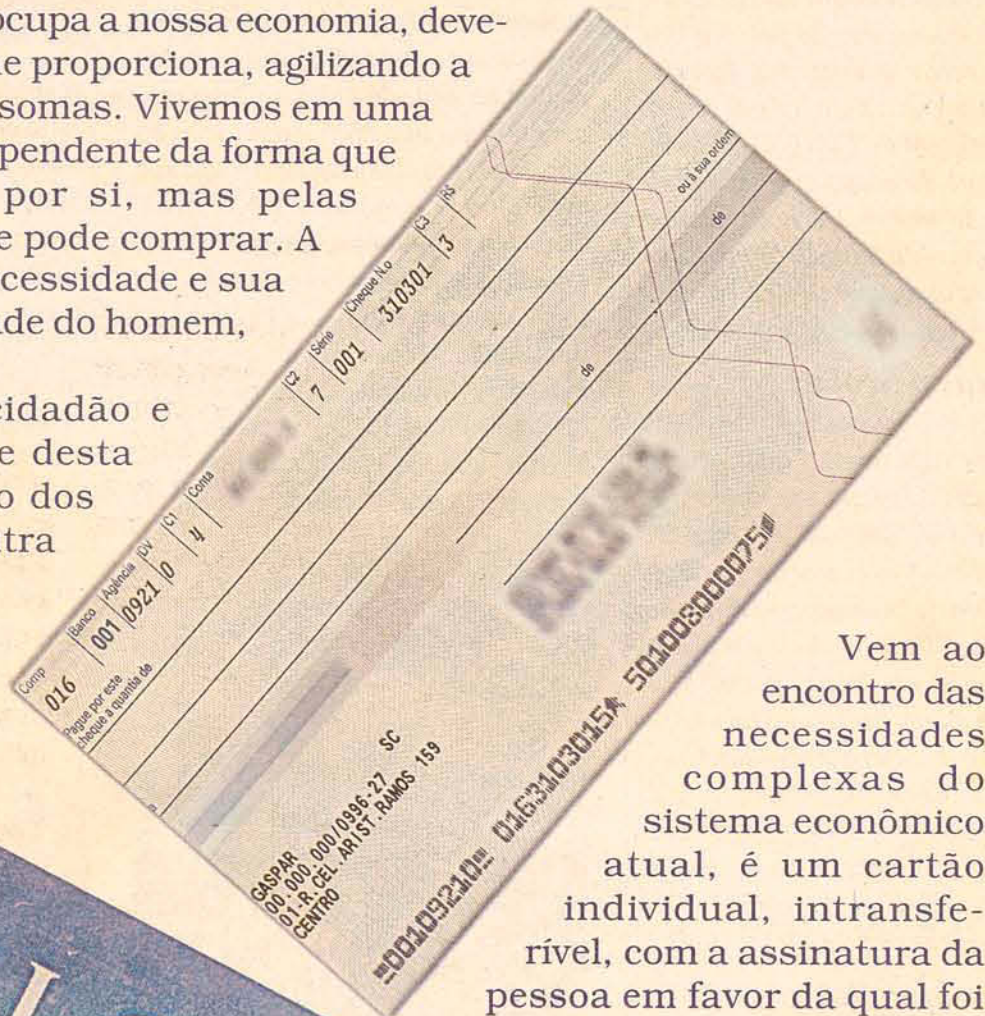 ocupa a nossa economia, deve-
e proporciona, agilizando a
somas. Vivemos em uma
pendente da forma que
por si, mas pelas
e pode comprar. A
cessidade e sua
de do homem,
cidadão e
e desta
o dos
tra
Comp |Banco |Agência |DV |C1 |Conta |C2 |Série |Cheque N.o |C3 |R$
016 001 |0921 |0 |4 7 |001 310301 |3
Pague por este
cheque a quantia de
ou à sua ordem
de de
GASPAR SC
00.000.000/0996-27
01-R.CEL.ARIST.RAMOS 159
CENTRO
00109210 0163103015 501008000075
Vem ao
encontro das
necessidades
complexas do
sistema econômico
atual, é um cartão
individual, intransfe-
rível, com a assinatura da
pessoa em favor da qual foi